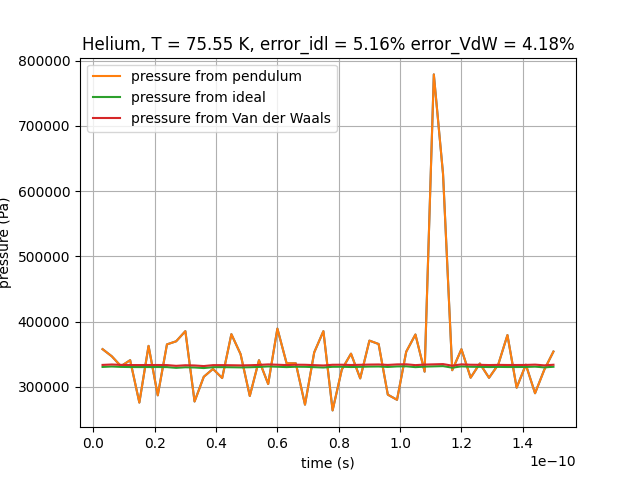 Helium, T = 75.55 K, error_idl = 5.16% error_VdW = 4.18%
800000
700000
600000
500000
400000
300000
pressure (Pa)
pressure from pendulum
pressure from ideal
pressure from Van der Waals
0.0 0.2 0.4 0.6 0.8 1.0 1.2 1.4
1e−10
time (s)